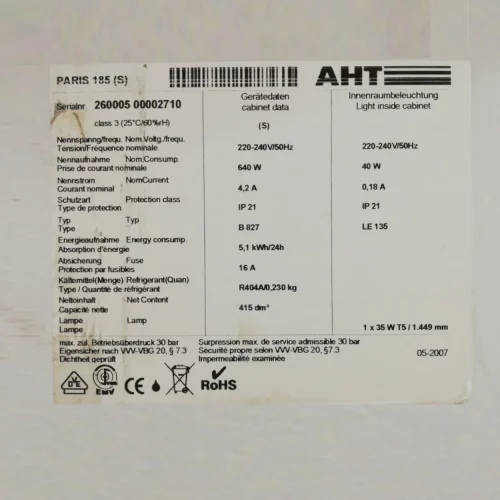 PARIS 185 (S)
AHT
Serialnr. 260005 00002710
Gerätedaten
cabinet data
Innenraumbeleuchtung
Light inside cabinet
class 3 (25°C/60%rH)
(S)
Nennspanng/frequ. Nom.Voltg./frequ.
Tension/Fréquence nominale
220-240V/50Hz
220-240V/50Hz
Nennaufnahme Nom.Consump.
Prise de courant nominale
640 W
40 W
Nennstrom NomCurrent
Courant nominal
4,2 A
0,18 A
Schutzart Protection class
Type de protection
IP 21
IP 21
Typ Typ
Type
B 827
LE 135
Energieaufnahme Energy consump.
Absorption d'énergie
5,1 kWh/24h
Absicherung Fuse
Protection par fusibles
16 A
Kältemittel(Menge) Refrigerant(Quan)
Type / Quantité de réfrigérant
R404A/0,230 kg
Nettoinhalt Net Content
Capacité nette
415 dm³
Lampe Lamp
Lampe
1 x 35 W T5 / 1.449 mm
max. zul. Betriebsüberdruck 30 bar
Eigensicher nach VVV-VBG 20, § 7.3
Dichtheit geprüft
Surpression max. de service admissible 30 bar
Sécurité propre selon VVV-VBG 20, §7.3
Impermeabilité examinée
05-2007
DE
EMV
CE
RoHS